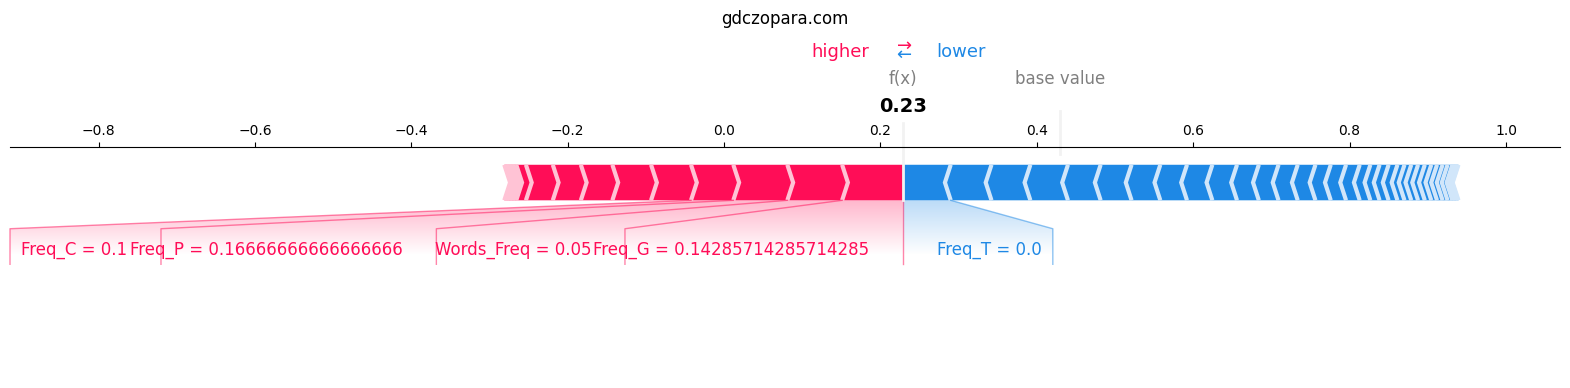 gdczopara.com
higher ⇄ lower
f(x) base value
0.23
−0.8 −0.6 −0.4 −0.2 0.0 0.2 0.4 0.6 0.8 1.0
Freq_C = 0.1 Freq_P = 0.16666666666666666 Words_Freq = 0.05 Freq_G = 0.14285714285714285 Freq_T = 0.0